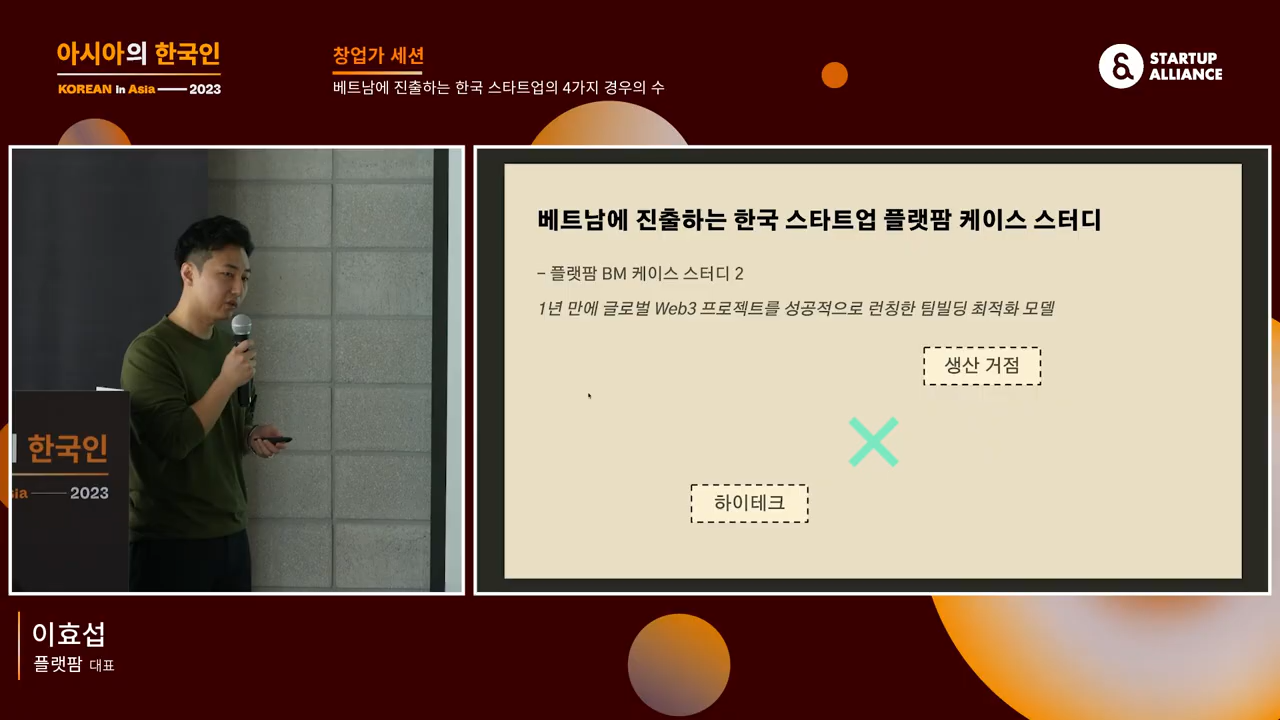 아시아의 한국인
KOREAN in Asia 2023
창업가 세션
베트남에 진출하는 한국 스타트업의 4가지 경우의 수
STARTUP
ALLIANCE
한국인
sia 2023
베트남에 진출하는 한국 스타트업 플랫팜 케이스 스터디
– 플랫팜 BM 케이스 스터디 2
1년 만에 글로벌 Web3 프로젝트를 성공적으로 런칭한 팀빌딩 최적화 모델
생산 거점
하이테크
이효섭
플랫팜 대표